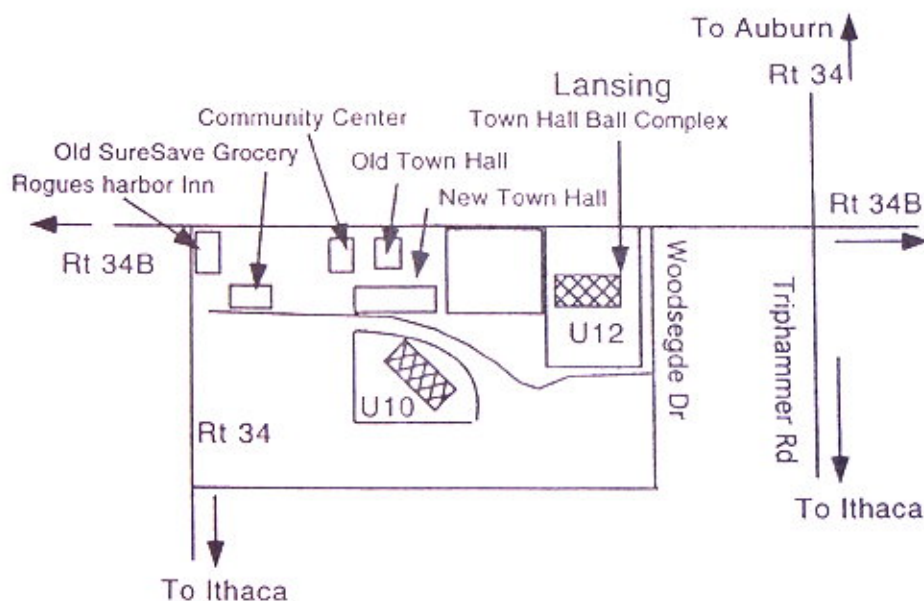 To Auburn
Rt 34
Lansing
Town Hall Ball Complex
Community Center
Old SureSave Grocery
Old Town Hall
Rogues harbor Inn
New Town Hall
Rt 34B
Rt 34B
Woodsegde Dr
Triphammer Rd
U12
U10
Rt 34
To Ithaca
To Ithaca